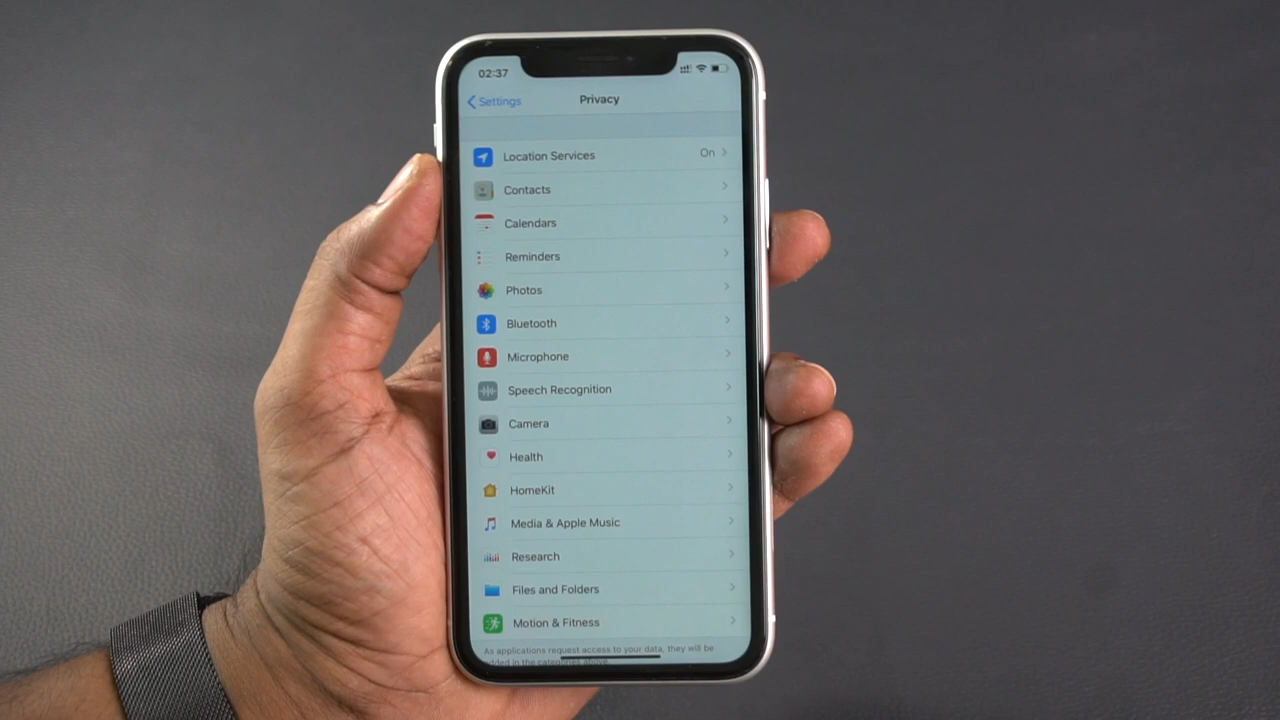 02:37
Settings
Privacy
Location Services On
Contacts
Calendars
Reminders
Photos
Bluetooth
Microphone
Speech Recognition
Camera
Health
HomeKit
Media & Apple Music
Research
Files and Folders
Motion & Fitness
As applications request access to your data, they will be
added in the categories above.